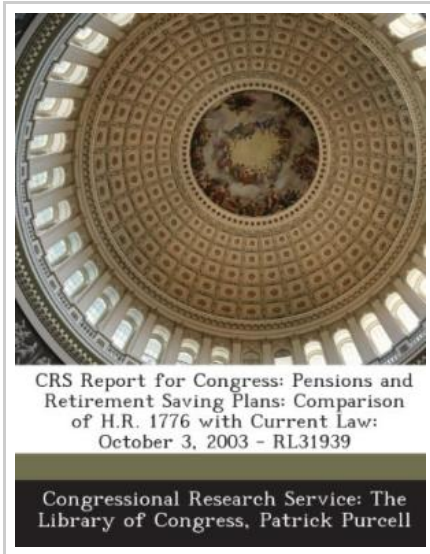 CRS Report for Congress: Pensions and
Retirement Saving Plans: Comparison
of H.R. 1776 with Current Law:
October 3, 2003 - RL31939
Congressional Research Service: The
Library of Congress, Patrick Purcell